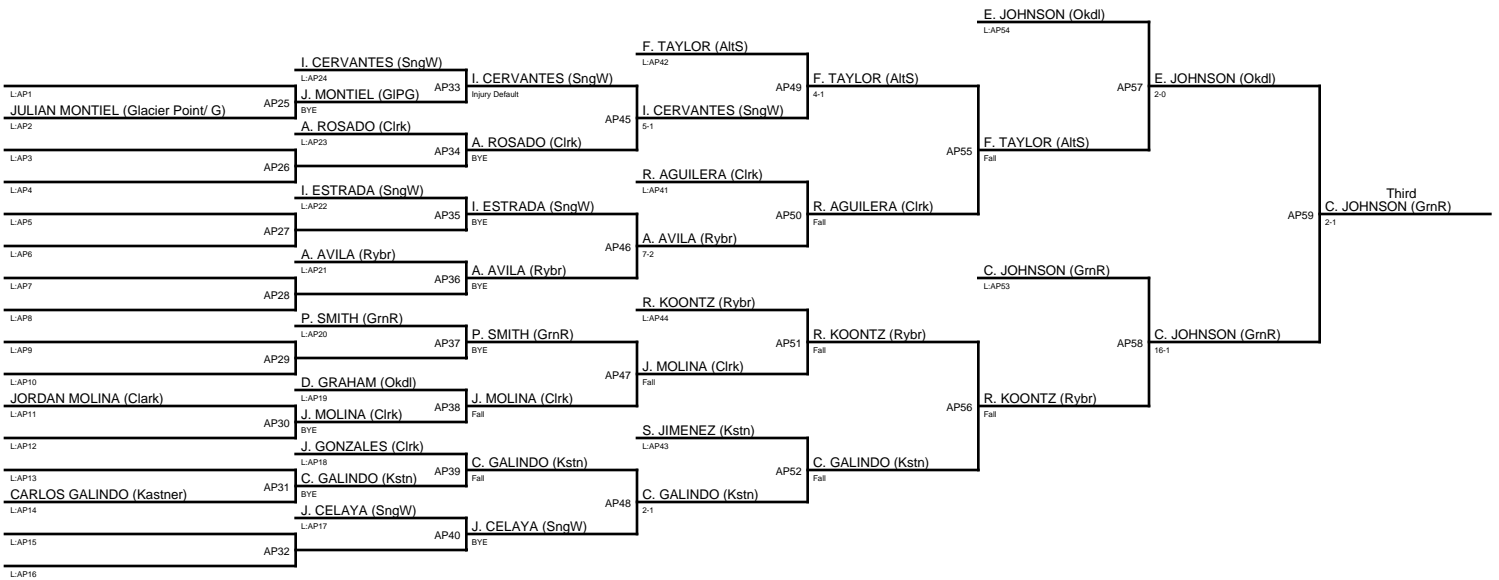 E. JOHNSON (Okdl)
L:AP54
F. TAYLOR (AltS)
L:AP42
I. CERVANTES (SngW)
L:AP24
AP33
I. CERVANTES (SngW)
Injury Default
AP49
F. TAYLOR (AltS)
4-1
AP57
E. JOHNSON (Okdl)
2-0
L:AP1
AP25
J. MONTIEL (GlPG)
BYE
JULIAN MONTIEL (Glacier Point/ G)
L:AP2
AP45
I. CERVANTES (SngW)
5-1
A. ROSADO (Clrk)
L:AP23
AP34
A. ROSADO (Clrk)
BYE
L:AP3
AP26
L:AP4
AP55
F. TAYLOR (AltS)
Fall
R. AGUILERA (Clrk)
L:AP41
I. ESTRADA (SngW)
L:AP22
AP35
I. ESTRADA (SngW)
BYE
AP50
R. AGUILERA (Clrk)
Fall
L:AP5
AP27
L:AP6
AP46
A. AVILA (Rybr)
7-2
AP59
Third
C. JOHNSON (GrnR)
2-1
A. AVILA (Rybr)
L:AP21
AP36
A. AVILA (Rybr)
BYE
L:AP7
AP28
L:AP8
C. JOHNSON (GrnR)
L:AP53
R. KOONTZ (Rybr)
L:AP44
P. SMITH (GrnR)
L:AP20
AP37
P. SMITH (GrnR)
BYE
AP51
R. KOONTZ (Rybr)
Fall
AP58
C. JOHNSON (GrnR)
16-1
L:AP9
AP29
L:AP10
AP47
J. MOLINA (Clrk)
Fall
D. GRAHAM (Okdl)
L:AP19
AP38
J. MOLINA (Clrk)
Fall
JORDAN MOLINA (Clark)
L:AP11
AP30
J. MOLINA (Clrk)
BYE
L:AP12
AP56
R. KOONTZ (Rybr)
Fall
S. JIMENEZ (Kstn)
L:AP43
J. GONZALES (Clrk)
L:AP18
AP39
C. GALINDO (Kstn)
Fall
AP52
C. GALINDO (Kstn)
Fall
L:AP13
AP31
C. GALINDO (Kstn)
BYE
CARLOS GALINDO (Kastner)
L:AP14
AP48
C. GALINDO (Kstn)
2-1
J. CELAYA (SngW)
L:AP17
AP40
J. CELAYA (SngW)
BYE
L:AP15
AP32
L:AP16